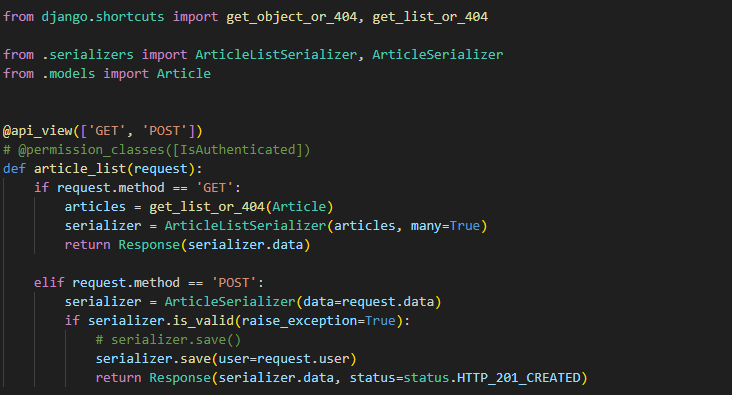 from django.shortcuts import get_object_or_404, get_list_or_404
from .serializers import ArticleListSerializer, ArticleSerializer
from .models import Article
@api_view(['GET', 'POST'])
# @permission_classes([IsAuthenticated])
def article_list(request):
    if request.method == 'GET':
        articles = get_list_or_404(Article)
        serializer = ArticleListSerializer(articles, many=True)
        return Response(serializer.data)
    elif request.method == 'POST':
        serializer = ArticleSerializer(data=request.data)
        if serializer.is_valid(raise_exception=True):
            # serializer.save()
            serializer.save(user=request.user)
            return Response(serializer.data, status=status.HTTP_201_CREATED)